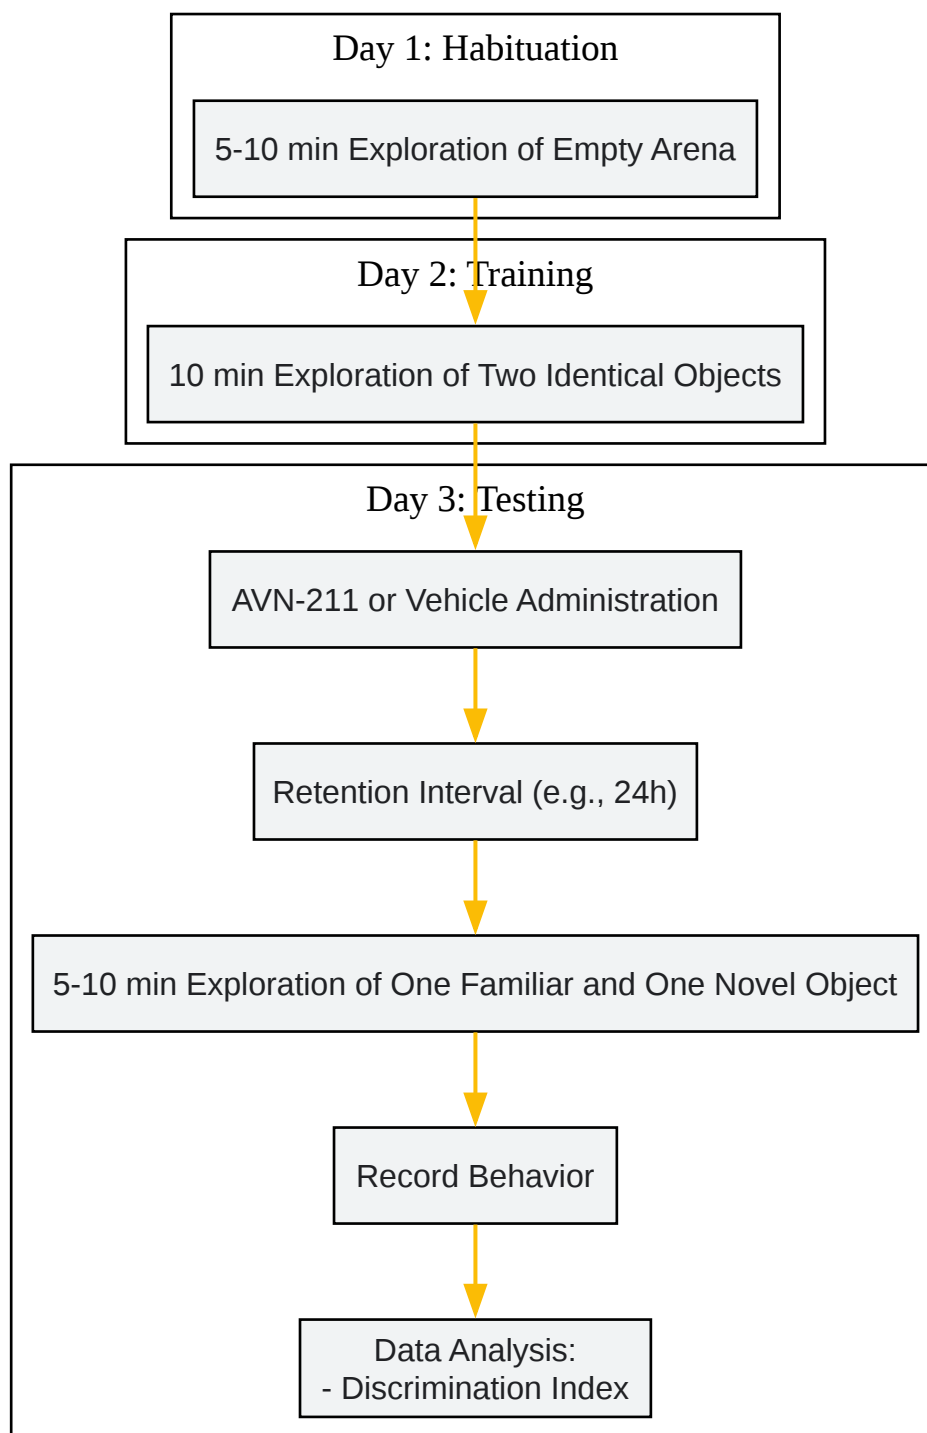 Day 1: Habituation
5-10 min Exploration of Empty Arena
Day 2: Training
10 min Exploration of Two Identical Objects
Day 3: Testing
AVN-211 or Vehicle Administration
Retention Interval (e.g., 24h)
5-10 min Exploration of One Familiar and One Novel Object
Record Behavior
Data Analysis:
- Discrimination Index